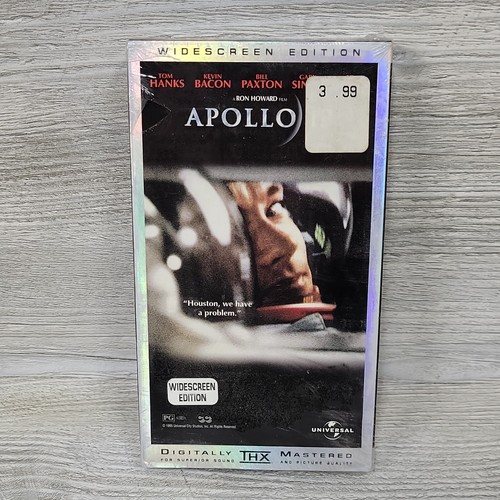 WIDESCREEN EDITION
TOM HANKS KEVIN BACON BILL PAXTON
3 .99
A RON HOWARD FILM
APOLLO
"Houston, we have
a problem."
WIDESCREEN
EDITION
PG
UNIVERSAL
DIGITALLY THX MASTERED
FOR SUPERIOR SOUND AND PICTURE QUALITY